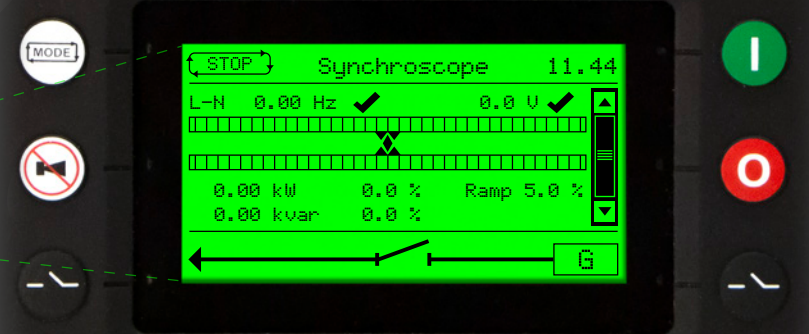 MODE
STOP Synchroscope 11.44
L-N 0.00 Hz 0.0 V
0.00 kW 0.0 % Ramp 5.0 %
0.00 kvar 0.0 %
G
I
O